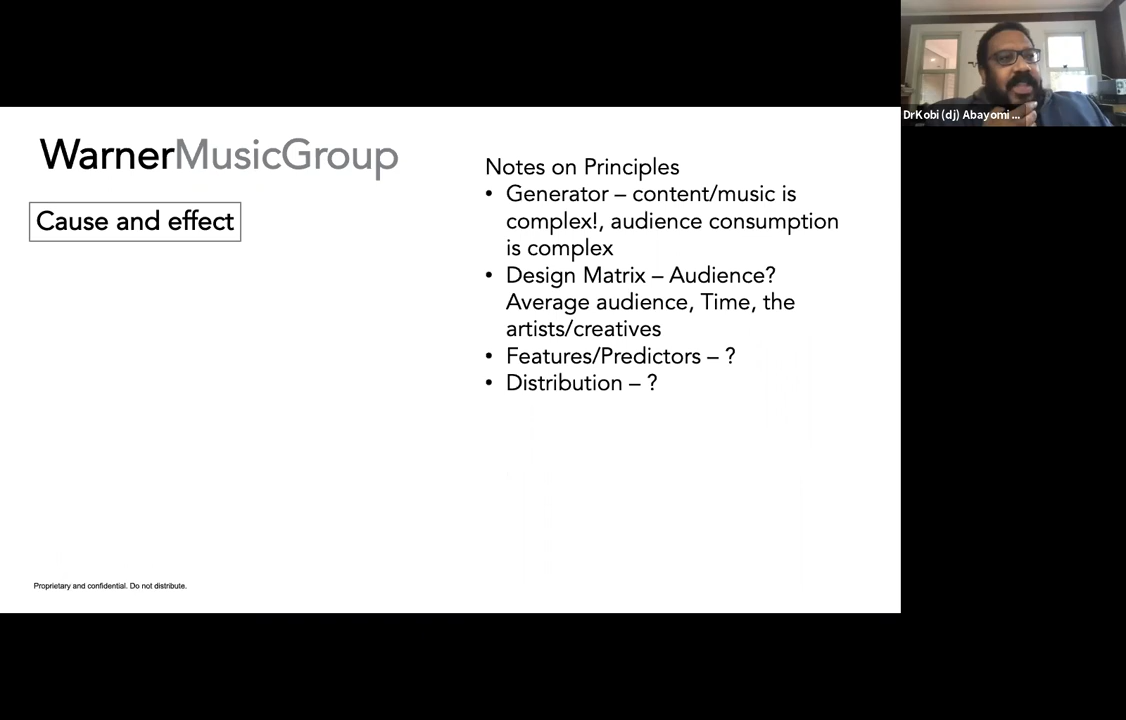 WarnerMusicGroup
Cause and effect
Notes on Principles
• Generator – content/music is
complex!, audience consumption
is complex
• Design Matrix – Audience?
Average audience, Time, the
artists/creatives
• Features/Predictors – ?
• Distribution – ?
Proprietary and confidential. Do not distribute.
DrKobi (dj) Abayomi ...